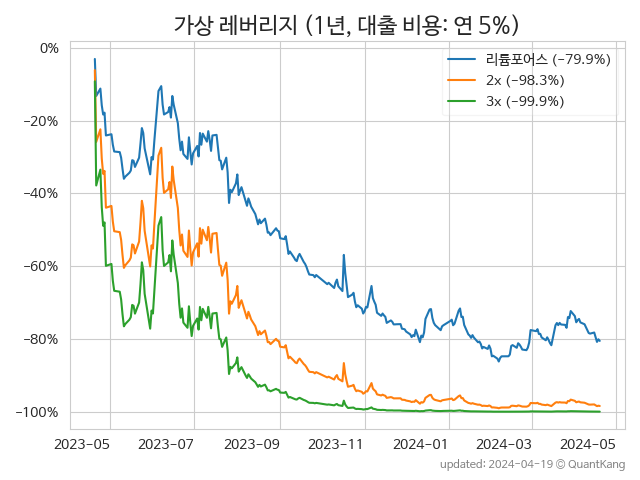 가상 레버리지 (1년, 대출 비용: 연 5%)
리튬포어스 (−79.9%)
2x (−98.3%)
3x (−99.9%)
0%
−20%
−40%
−60%
−80%
−100%
2023-05 2023-07 2023-09 2023-11 2024-01 2024-03 2024-05
updated: 2024-04-19 © QuantKang